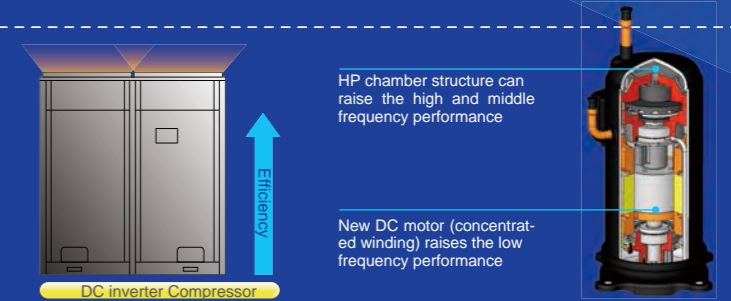 HP chamber structure can
raise the high and middle
frequency performance
Efficiency
New DC motor (concentrat-
ed winding) raises the low
frequency performance
DC inverter Compressor